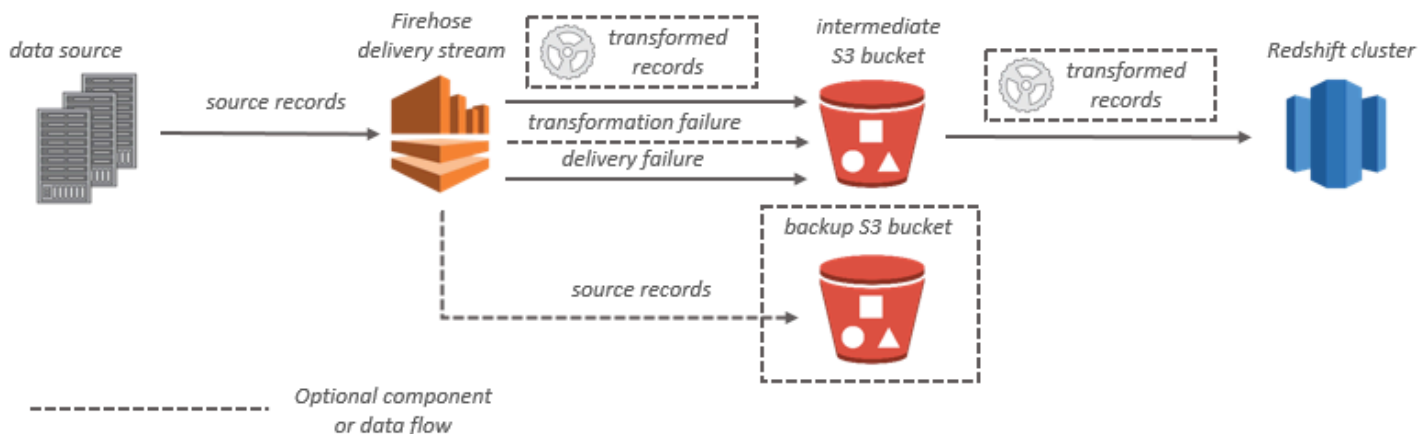 data source
source records
Firehose
delivery stream
transformed
records
transformation failure
delivery failure
intermediate
S3 bucket
transformed
records
Redshift cluster
backup S3 bucket
source records
Optional component
or data flow